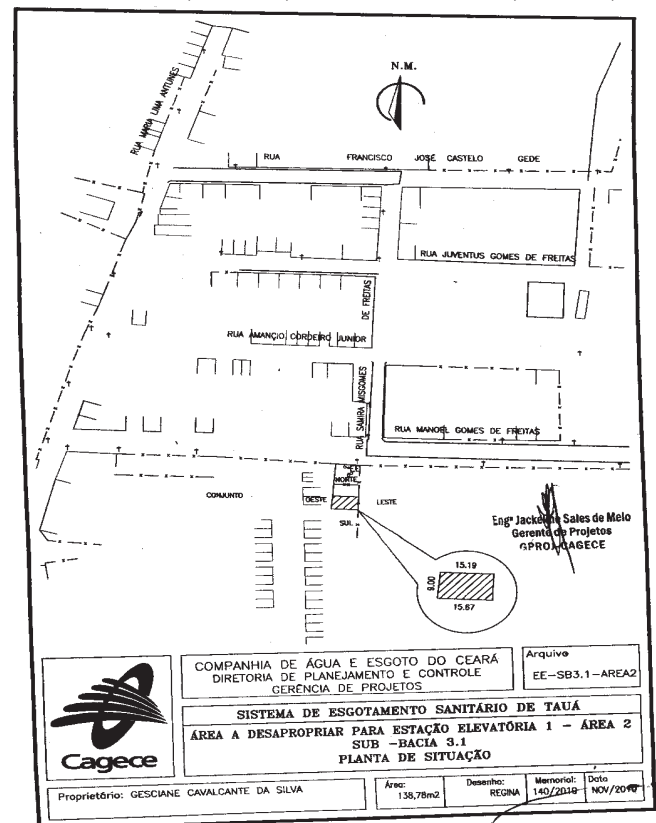 N.M.
RUA MARIA LIMA ANTUNES
RUA FRANCISCO JOSÉ CASTELO GEDE
RUA JUVENTUS GOMES DE FREITAS
DE FREITAS
RUA AMANÇIO CORDEIRO JUNIOR
RUA SAMIRA MISGOMES
RUA MANOEL GOMES DE FREITAS
NORTE
CONJUNTO
OESTE
LESTE
SUL
Engª Jackeline Sales de Melo
Gerente de Projetos
GPROJ-CAGECE
15.19
9.00
15.67
Cagece
COMPANHIA DE ÁGUA E ESGOTO DO CEARÁ
DIRETORIA DE PLANEJAMENTO E CONTROLE
GERÊNCIA DE PROJETOS
Arquivo
EE-SB3.1-AREA2
SISTEMA DE ESGOTAMENTO SANITÁRIO DE TAUÁ
ÁREA A DESAPROPRIAR PARA ESTAÇÃO ELEVATÓRIA 1 - ÁREA 2
SUB -BACIA 3.1
PLANTA DE SITUAÇÃO
Proprietário: GESCIANE CAVALCANTE DA SILVA
Área: 138,78m2
Desenho: REGINA
Memorial: 140/2010
Data NOV/2010